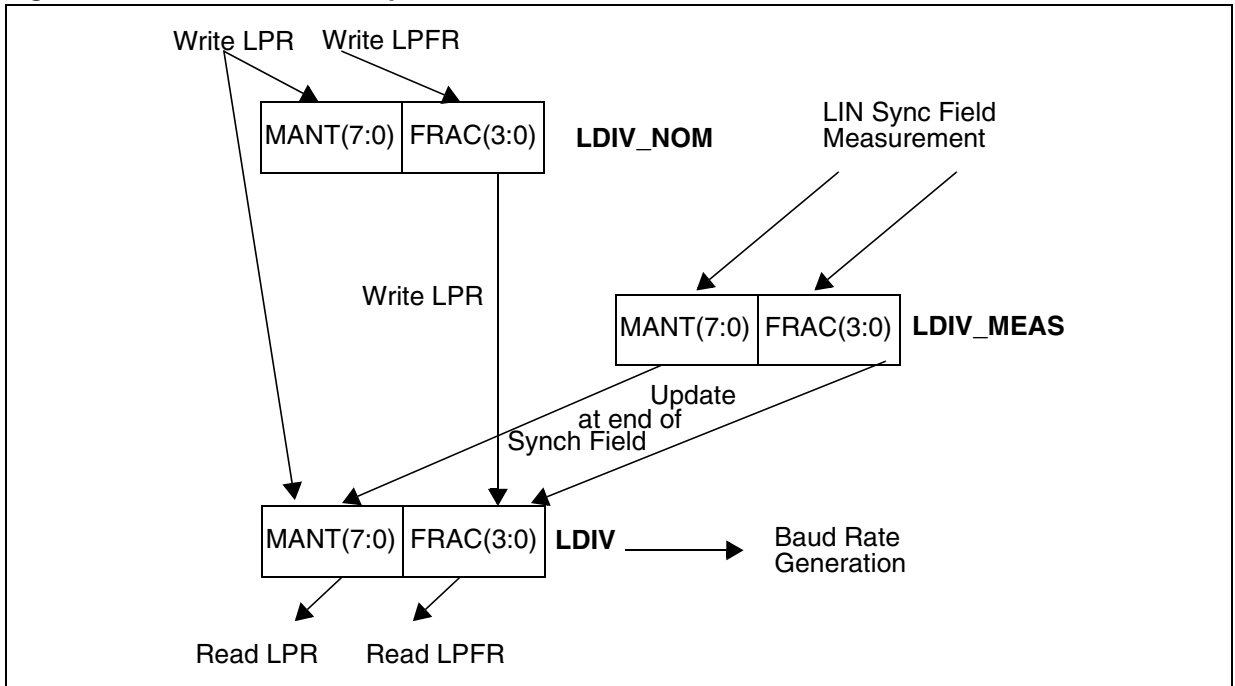 Write LPR Write LPFR
MANT(7:0) FRAC(3:0) LDIV_NOM
LIN Sync Field
Measurement
Write LPR
MANT(7:0) FRAC(3:0) LDIV_MEAS
Update
at end of
Synch Field
MANT(7:0) FRAC(3:0) LDIV
Baud Rate
Generation
Read LPR Read LPFR